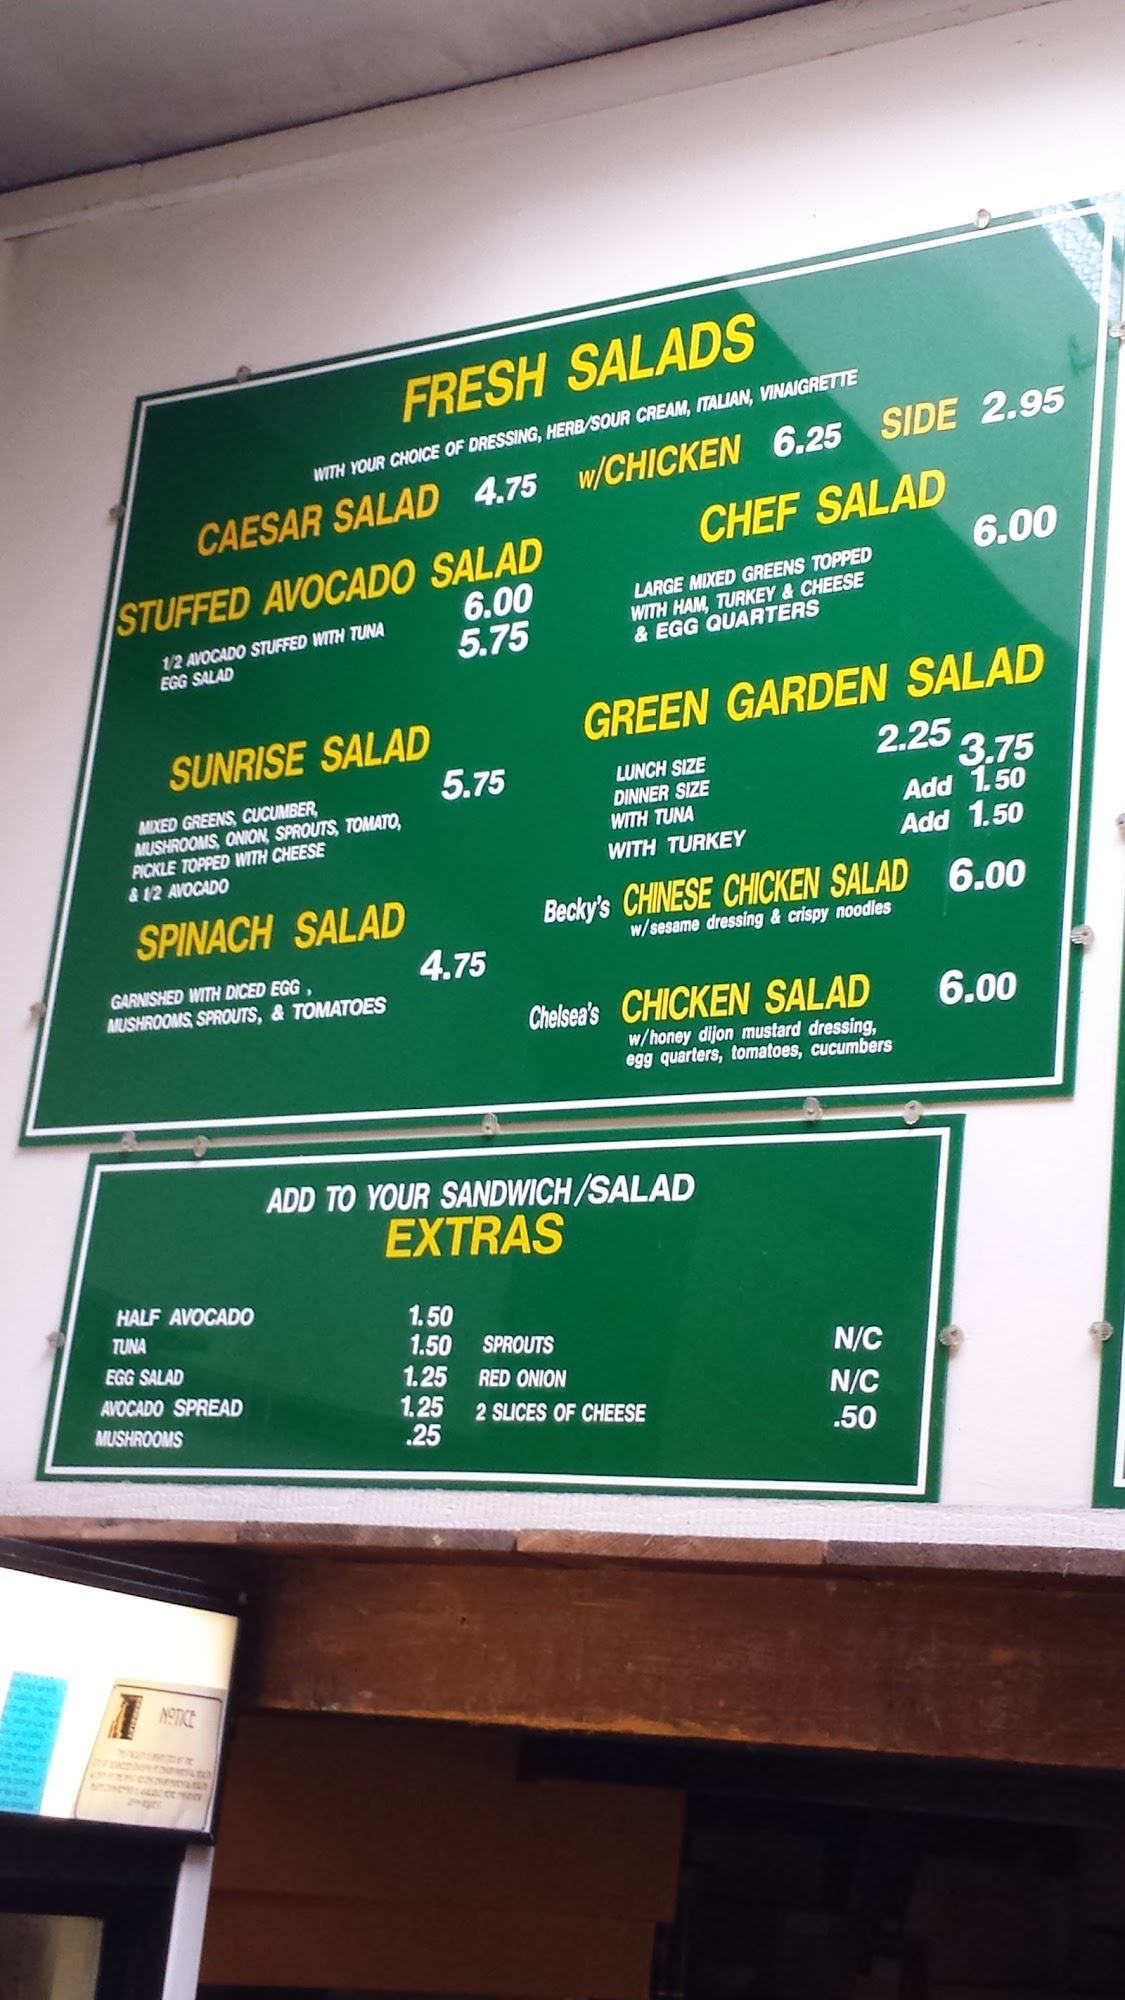 FRESH SALADS
WITH YOUR CHOICE OF DRESSING, HERB/SOUR CREAM, ITALIAN, VINAIGRETTE
CAESAR SALAD 4.75 w/CHICKEN 6.25 SIDE 2.95
STUFFED AVOCADO SALAD
1/2 AVOCADO STUFFED WITH TUNA 6.00
EGG SALAD 5.75
CHEF SALAD
6.00
LARGE MIXED GREENS TOPPED
WITH HAM, TURKEY & CHEESE
& EGG QUARTERS
SUNRISE SALAD
5.75
MIXED GREENS, CUCUMBER,
MUSHROOMS, ONION, SPROUTS, TOMATO,
PICKLE TOPPED WITH CHEESE
& 1/2 AVOCADO
GREEN GARDEN SALAD
LUNCH SIZE 2.25
DINNER SIZE 3.75
WITH TUNA Add 1.50
WITH TURKEY Add 1.50
SPINACH SALAD
4.75
GARNISHED WITH DICED EGG ,
MUSHROOMS, SPROUTS, & TOMATOES
Becky's CHINESE CHICKEN SALAD 6.00
w/sesame dressing & crispy noodles
Chelsea's CHICKEN SALAD 6.00
w/honey dijon mustard dressing,
egg quarters, tomatoes, cucumbers
ADD TO YOUR SANDWICH/SALAD
EXTRAS
HALF AVOCADO 1.50
TUNA 1.50
EGG SALAD 1.25
AVOCADO SPREAD 1.25
MUSHROOMS .25
SPROUTS N/C
RED ONION N/C
2 SLICES OF CHEESE .50
NOTICE